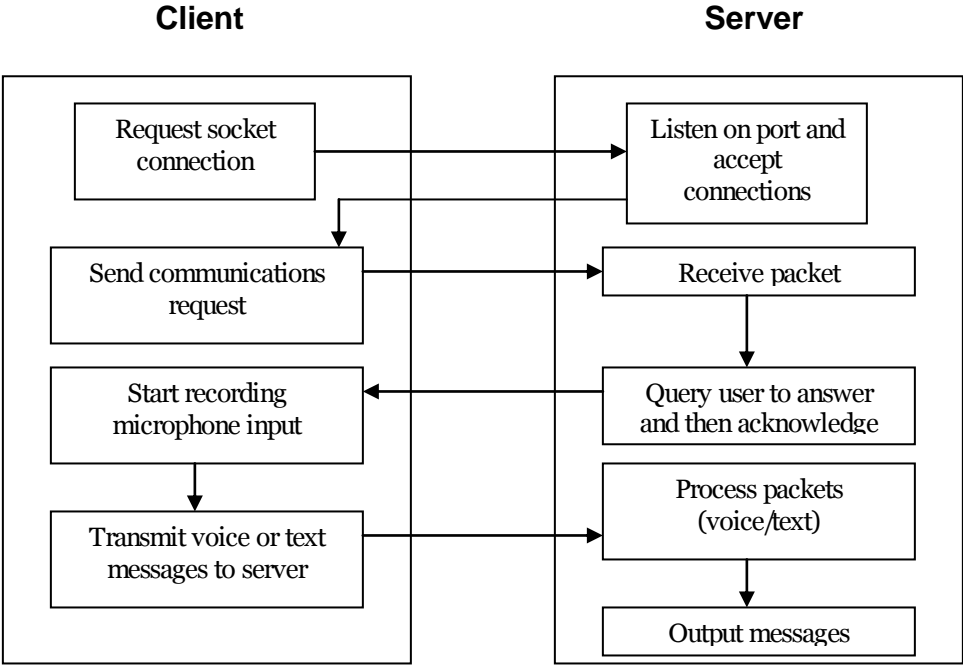 Client
Server
Request socket
connection
Listen on port and
accept
connections
Send communications
request
Receive packet
Start recording
microphone input
Query user to answer
and then acknowledge
Transmit voice or text
messages to server
Process packets
(voice/text)
Output messages